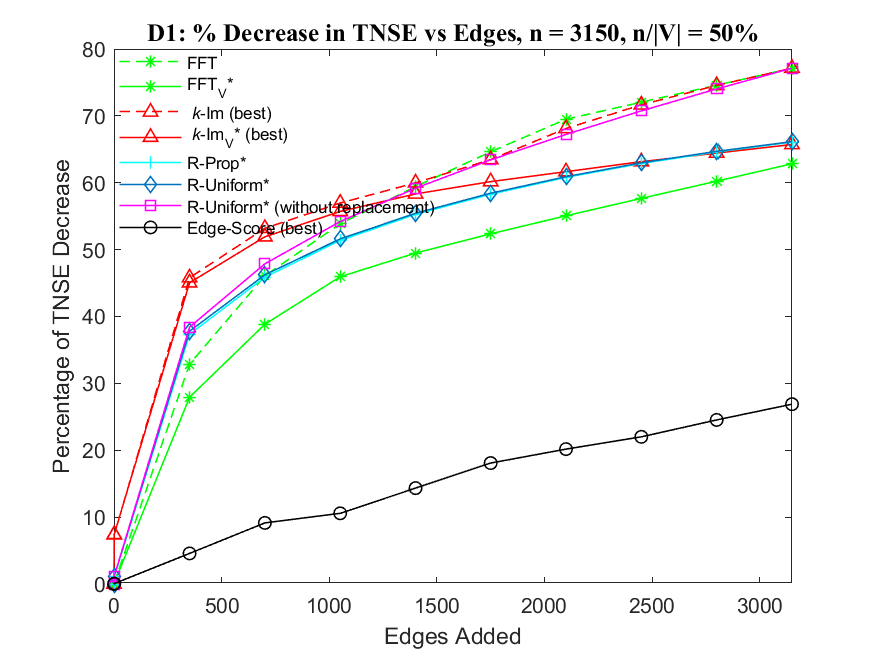 D1: % Decrease in TNSE vs Edges, n = 3150, n/|V| = 50%
Percentage of TNSE Decrease
80
70
60
50
40
30
20
10
0
FFT
FFT_V*
k-Im (best)
k-Im_V* (best)
R-Prop*
R-Uniform*
R-Uniform* (without replacement)
Edge-Score (best)
0 500 1000 1500 2000 2500 3000
Edges Added